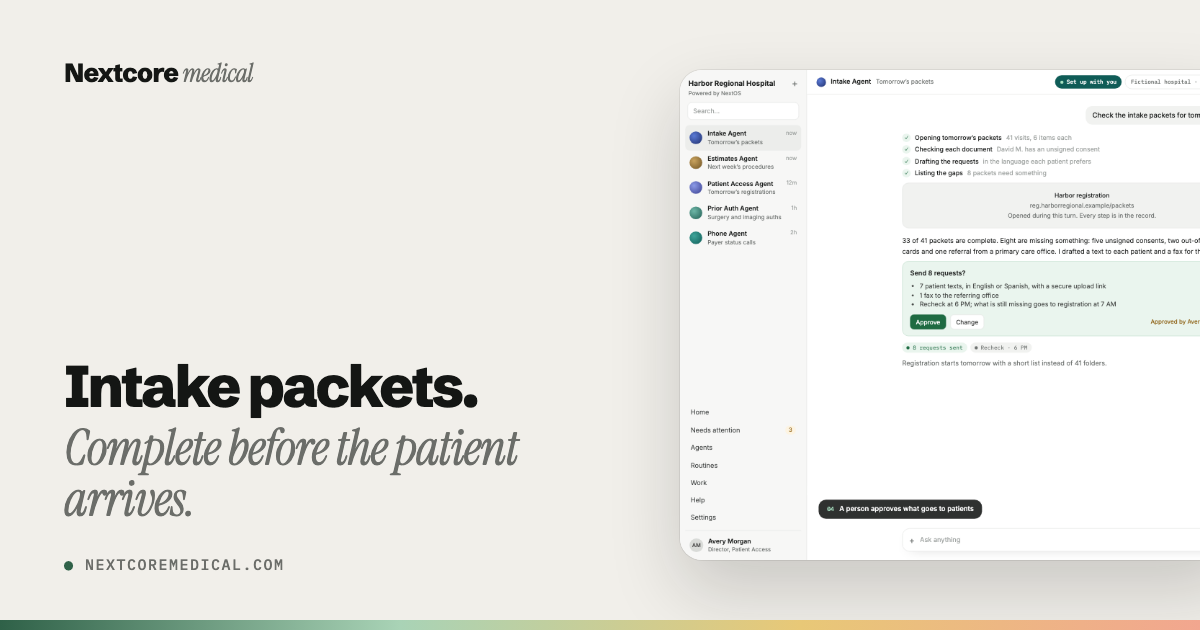 Nextcore medical
Intake packets.
Complete before the patient
arrives.
NEXTCOREMEDICAL.COM
Harbor Regional Hospital +
Powered by NextOS
Search...
Intake Agent now
Tomorrow's packets
Estimates Agent now
Next week's procedures
Patient Access Agent 12m
Tomorrow's registrations
Prior Auth Agent 1h
Surgery and imaging auths
Phone Agent 2h
Payer status calls
Home
Needs attention 3
Agents
Routines
Work
Help
Settings
AM Avery Morgan
Director, Patient Access
Intake Agent Tomorrow's packets
Set up with you
Fictional hospital ·
Check the intake packets for tom
Opening tomorrow's packets 41 visits, 6 items each
Checking each document David M. has an unsigned consent
Drafting the requests in the language each patient prefers
Listing the gaps 8 packets need something
Harbor registration
reg.harborregional.example/packets
Opened during this turn. Every step is in the record.
33 of 41 packets are complete. Eight are missing something: five unsigned consents, two out-of
cards and one referral from a primary care office. I drafted a text to each patient and a fax for th
Send 8 requests?
• 7 patient texts, in English or Spanish, with a secure upload link
• 1 fax to the referring office
• Recheck at 6 PM; what is still missing goes to registration at 7 AM
Approve Change Approved by Aver
8 requests sent Recheck · 6 PM
Registration starts tomorrow with a short list instead of 41 folders.
04 A person approves what goes to patients
+ Ask anything